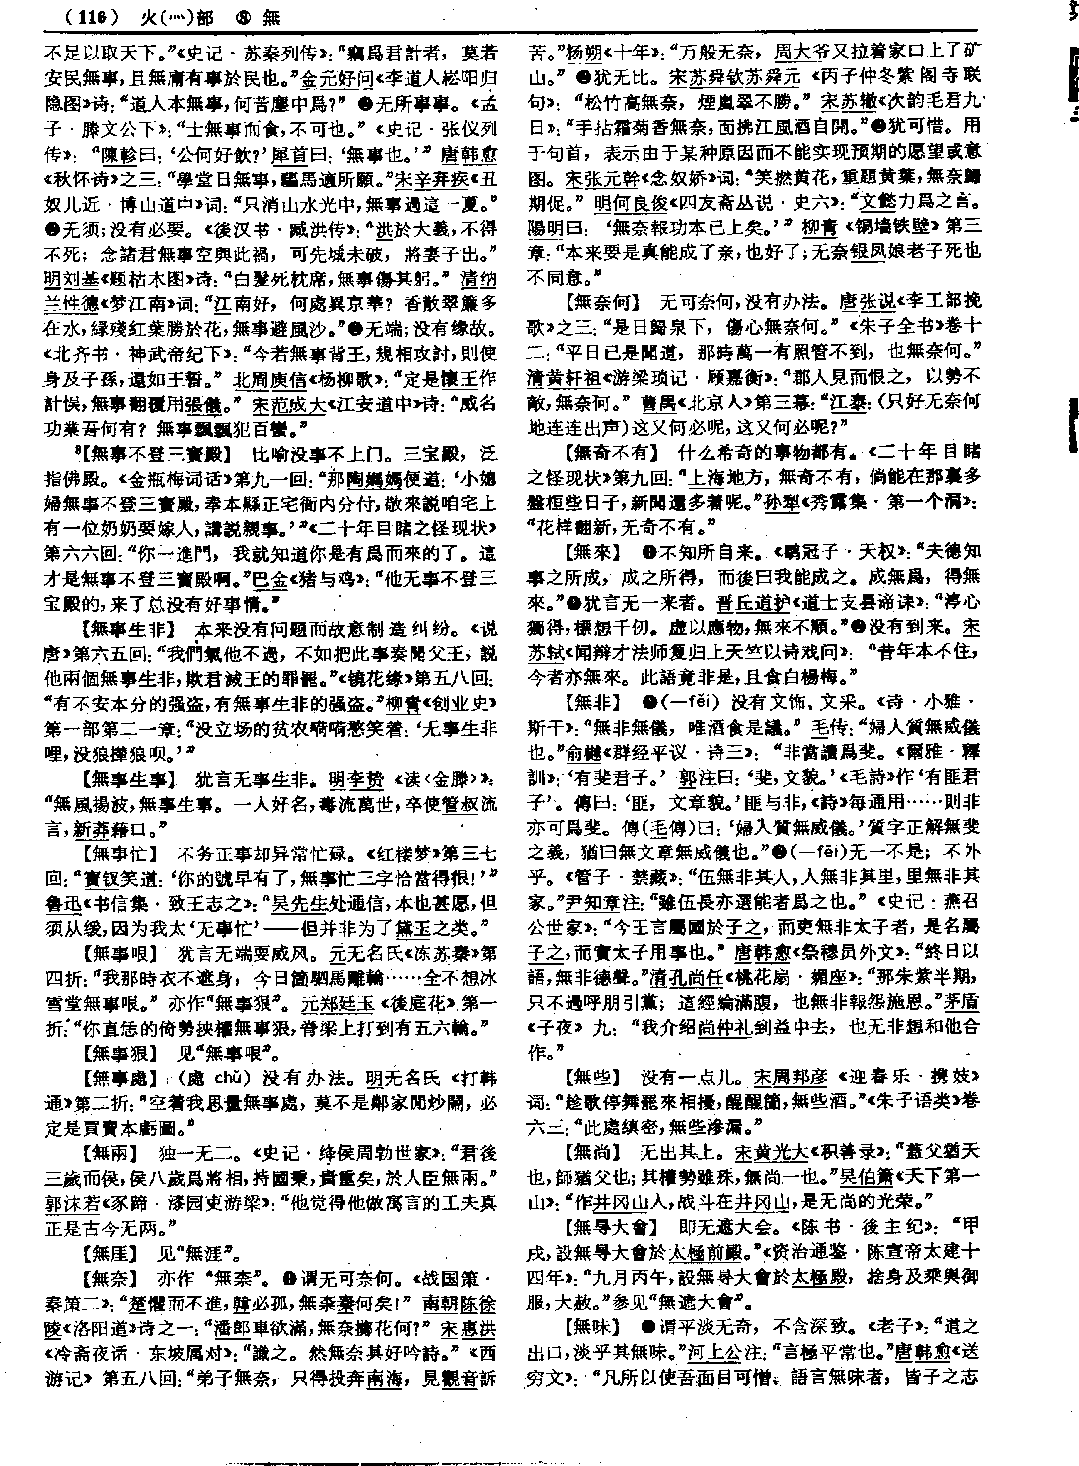 （116） 火(灬)部 ⑧ 無
不足以取天下。”《史记·苏秦列传》：“竊爲君計者，莫若
安民無事，且無庸有事於民也。”金元好问《李道人崧阳归
隐图》诗：“道人本無事，何苦塵中爲？”❷无所事事。《孟
子·滕文公下》：“士無事而食，不可也。”《史记·张仪列
传》：“陳軫曰：‘公何好飲？’犀首曰：‘無事也。’”唐韩愈
《秋怀诗》之三：“學堂日無事，驅馬適所願。”宋辛弃疾《丑
奴儿近·博山道中》词：“只消山水光中，無事過這一夏。”
❸无须；没有必要。《後汉书·臧洪传》：“洪於大義，不得
不死；念諸君無事空與此禍，可先城未破，將妻子出。”
明刘基《题枯木图》诗：“白髮死枕席，無事傷其躬。”清纳
兰性德《梦江南》词：“江南好，何處異京華？香散翠簾多
在水，緑殘紅葉勝於花，無事避風沙。”❹无端；没有缘故。
《北齐书·神武帝纪下》：“今若無事背王，規相攻討，則使
身及子孫，還如王誓。”北周庾信《杨柳歌》：“定是懷王作
計悮，無事翻覆用張儀。”宋范成大《江安道中》诗：“威名
功業吾何有？無事飄飄犯百蠻。”
⁸【無事不登三寶殿】 比喻没事不上门。三宝殿，泛
指佛殿。《金瓶梅词话》第九一回：“那陶媽媽便道：‘小媳
婦無事不登三寶殿，奉本縣正宅衙内分付，敬來説咱宅上
有一位奶奶要嫁人，講説親事。’”《二十年目睹之怪现状》
第六六回：“你一進門，我就知道你是有爲而來的了。這
才是無事不登三寶殿啊。”巴金《猪与鸡》：“他无事不登三
宝殿的，来了总没有好事情。”
【無事生非】 本来没有问题而故意制造纠纷。《说
唐》第六五回：“我們氣他不過，不如把此事奏聞父王，説
他兩個無事生非，欺君滅王的罪罷。”《镜花缘》第五八回：
“有不安本分的强盗，有無事生非的强盗。”柳青《创业史》
第一部第二一章：“没立场的贫农嘀嘀憨笑着：‘无事生非
哩，没狼撵狼呗。’”
【無事生事】 犹言无事生非。明李贽《读〈金縢〉》：
“無風揚波，無事生事。一人好名，毒流萬世，卒使管叔流
言，新莽藉口。”
【無事忙】 不务正事却异常忙碌。《红楼梦》第三七
回：“寶钗笑道：‘你的號早有了，無事忙三字恰當得很！’”
鲁迅《书信集·致王志之》：“吴先生处通信，本也甚愿，但
须从缓，因为我太‘无事忙’——但并非为了黛玉之类。”
【無事哏】 犹言无端耍威风。元无名氏《冻苏秦》第
四折：“我那時衣不遮身，今日箇駟馬雕輪……全不想冰
雪堂無事哏。”亦作“無事狠”。元郑廷玉《後庭花》第一
折：“你直恁的倚勢挾權無事狠，脊梁上打到有五六輪。”
【無事狠】 见“無事哏”。
【無事處】 （處 chǔ）没有办法。明无名氏《打韩
通》第二折：“空着我思量無事處，莫不是鄰家閒炒鬧，必
定是買賣本虧圖。”
【無兩】 独一无二。《史记·绛侯周勃世家》：“君後
三歲而侯，侯八歲爲將相，持國秉，貴重矣，於人臣無兩。”
郭沫若《豕蹄·漆园吏游梁》：“他觉得他做寓言的工夫真
正是古今无两。”
【無厓】 见“無涯”。
【無奈】 亦作“無柰”。❶谓无可奈何。《战国策·
秦策二》：“楚懼而不進，韓必孤，無柰秦何矣！”南朝陈徐
陵《洛阳道》诗之一：“潘郎車欲滿，無奈擲花何？”宋惠洪
《冷斋夜话·东坡属对》：“識之。然無奈其好吟詩。”《西
游记》第五八回：“弟子無奈，只得投奔南海，見觀音訴
苦。”杨朔《十年》：“万般无奈，周大爷又拉着家口上了矿
山。”❷犹无比。宋苏舜钦苏舜元《丙子仲冬紫阁寺联
句》：“松竹高無奈，煙嵐翠不勝。”宋苏辙《次韵毛君九
日》：“手拈霜菊香無奈，面拂江風酒自開。”❸犹可惜。用
于句首，表示由于某种原因而不能实现预期的愿望或意
图。宋张元幹《念奴娇》词：“笑撚黄花，重題黄葉，無奈歸
期促。”明何良俊《四友斋丛说·史六》：“文懿力爲之言。
陽明曰：‘無奈報功本已上矣。’”柳青《铜墙铁壁》第三
章：“本来要是真能成了亲，也好了；无奈银凤娘老子死也
不同意。”
【無奈何】 无可奈何，没有办法。唐张说《李工部挽
歌》之三：“是日歸泉下，傷心無奈何。”《朱子全书》卷十
二：“平日已是聞道，那時萬一有照管不到，也無奈何。”
清黄轩祖《游梁琐记·顾嘉衡》：“郡人見而恨之，以勢不
敵，無奈何。”曹禺《北京人》第三幕：“江泰：（只好无奈何
地连连出声）这又何必呢，这又何必呢？”
【無奇不有】 什么希奇的事物都有。《二十年目睹
之怪现状》第九回：“上海地方，無奇不有，倘能在那裏多
盤桓些日子，新聞還多着呢。”孙犁《秀露集·第一个洞》：
“花样翻新，无奇不有。”
【無來】 ❶不知所自来。《鹖冠子·天权》：“夫德知
事之所成，成之所得，而後曰我能成之。成無爲，得無
來。”❷犹言无一来者。晋丘道护《道士支昙谛诔》：“淳心
獨得，標想千仞。虚以應物，無來不順。”❸没有到来。宋
苏轼《闻辩才法师复归上天竺以诗戏问》：“昔年本不住，
今者亦無來。此語竟非是，且食白楊梅。”
【無非】 ❶（—fěi）没有文饰、文采。《诗·小雅·
斯干》：“無非無儀，唯酒食是議。”毛传：“婦人質無威儀
也。”俞樾《群经平议·诗三》：“非當讀爲斐。《爾雅·釋
訓》：‘有斐君子。’郭注曰：‘斐，文貌。’《毛詩》作‘有匪君
子’。傳曰：‘匪，文章貌。’匪与非，《詩》每通用……則非
亦可爲斐。傳（毛傳）曰：‘婦人質無威儀。’質字正解無斐
之義，猶曰無文章無威儀也。”❷（—fēi）无一不是；不外
乎。《管子·禁藏》：“伍無非其人，人無非其里，里無非其
家。”尹知章注：“雖伍長亦選能者爲之也。”《史记·燕召
公世家》：“今王言屬國於子之，而吏無非太子者，是名屬
子之，而實太子用事也。”唐韩愈《祭穆员外文》：“終日以
語，無非德聲。”清孔尚任《桃花扇·媚座》：“那朱紫半期，
只不過呼朋引黨；這經綸滿腹，也無非報怨施恩。”茅盾
《子夜》九：“我介绍尚仲礼到益中去，也无非想和他合
作。”
【無些】 没有一点儿。宋周邦彦《迎春乐·携妓》
词：“趁歌停舞罷來相接，醒醒箇，無些酒。”《朱子语类》卷
六三：“此處縝密，無些滲漏。”
【無尚】 无出其上。宋黄光大《积善录》：“蓋父猶天
也，師猶父也；其權勢雖殊，無尚一也。”吴伯箫《天下第一
山》：“作井冈山人，战斗在井冈山，是无尚的光荣。”
【無㝵大會】 即无遮大会。《陈书·後主纪》：“甲
戌，設無㝵大會於太極前殿。”《资治通鉴·陈宣帝太建十
四年》：“九月丙午，設無㝵大會於太極殿，捨身及乘輿御
服，大赦。”参见“無遮大會”。
【無味】 ❶谓平淡无奇，不含深致。《老子》：“道之
出口，淡乎其無味。”河上公注：“言極平常也。”唐韩愈《送
穷文》：“凡所以使吾面目可憎、語言無味者，皆子之志